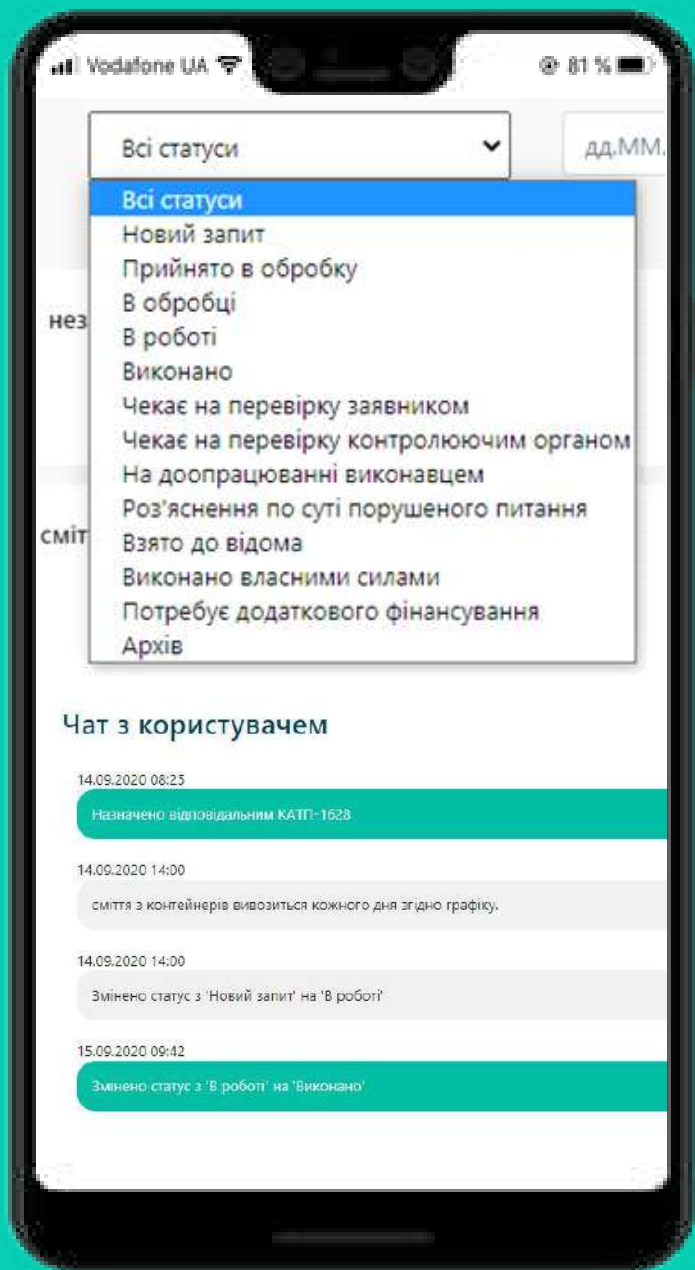 Vodafone UA
81 %
Всі статуси
дд.ММ.
Всі статуси
Новий запит
Прийнято в обробку
В обробці
нез
В роботі
Виконано
Чекає на перевірку заявником
Чекає на перевірку контролюючим органом
На доопрацюванні виконавцем
Роз'яснення по суті порушеного питання
сміт
Взято до відома
Виконано власними силами
Потребує додаткового фінансування
Архів
Чат з користувачем
14.09.2020 08:25
Назначено відповідальним КАТП-1628
14.09.2020 14:00
сміття з контейнерів вивозиться кожного дня згідно графіку.
14.09.2020 14:00
Змінено статус з 'Новий запит' на 'В роботі'
15.09.2020 09:42
Змінено статус з 'В роботі' на 'Виконано'